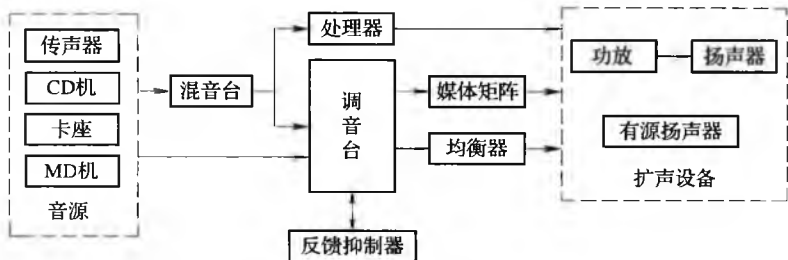 传声器
CD机
卡座
MD机
音源
混音台
处理器
调音台
媒体矩阵
均衡器
反馈抑制器
功放
扬声器
有源扬声器
扩声设备